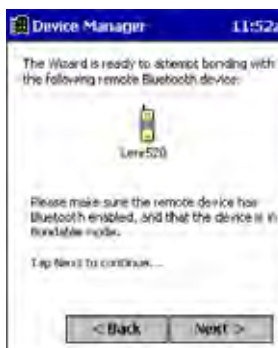 Device Manager 11:52a
The Wizard is ready to attempt bonding with
the following remote Bluetooth device:
Lenr520
Please make sure the remote device has
Bluetooth enabled, and that the device is in
Bondable mode.
Tap Next to continue...
< Back Next >